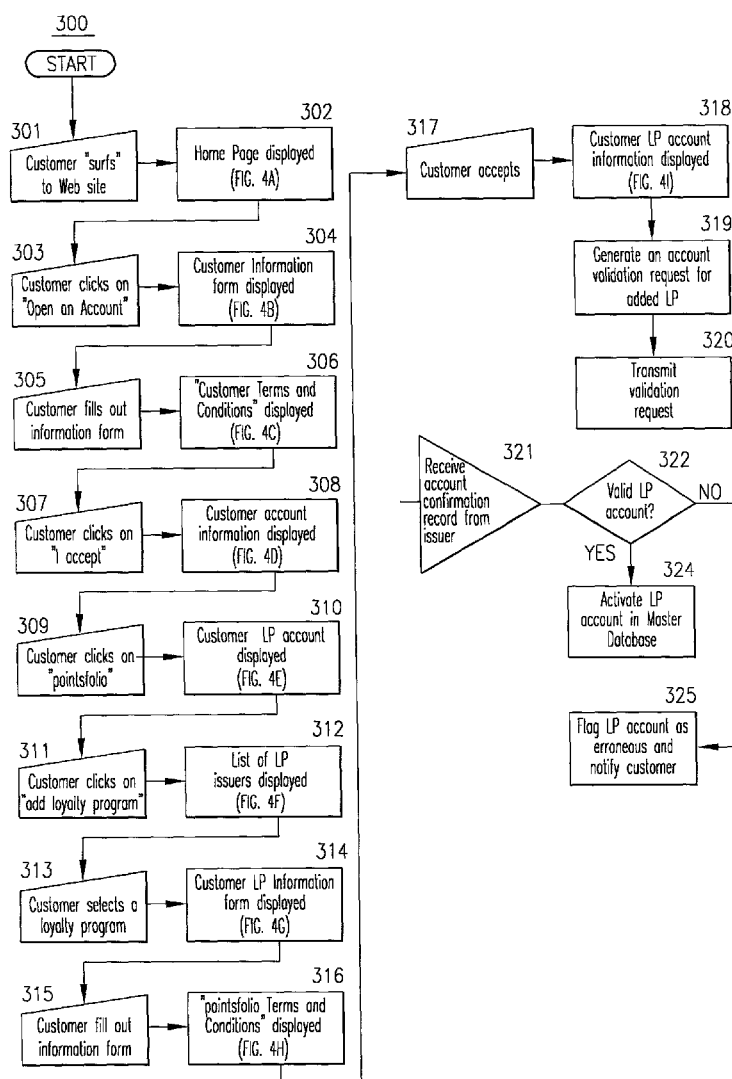 300
START
301
Customer "surfs"
to Web site
302
Home Page displayed
(FIG. 4A)
303
Customer clicks on
"Open an Account"
304
Customer Information
form displayed
(FIG. 4B)
305
Customer fills out
information form
306
"Customer Terms and
Conditions" displayed
(FIG. 4C)
307
Customer clicks on
"I accept"
308
Customer account
information displayed
(FIG. 4D)
309
Customer clicks on
"pointsfolio"
310
Customer LP account
displayed
(FIG. 4E)
311
Customer clicks on
"add loyalty program"
312
List of LP
issuers displayed
(FIG. 4F)
313
Customer selects a
loyalty program
314
Customer LP Information
form displayed
(FIG. 4G)
315
Customer fill out
information form
316
"pointsfolio Terms and
Conditions" displayed
(FIG. 4H)
317
Customer accepts
318
Customer LP account
information displayed
(FIG. 4I)
319
Generate an account
validation request for
added LP
320
Transmit
validation
request
321
Receive
account
confirmation
record from
issuer
322
Valid LP
account?
NO
YES
324
Activate LP
account in Master
Database
325
Flag LP account as
erroneous and
notify customer